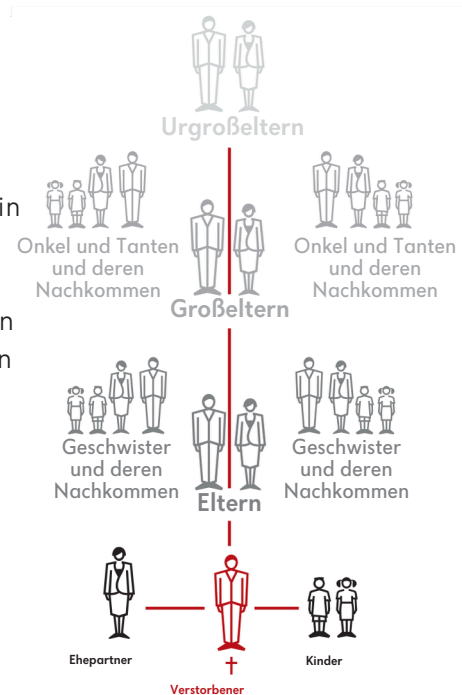 Urgroßeltern
in
Onkel und Tanten
und deren
Nachkommen
Onkel und Tanten
und deren
Nachkommen
Großeltern
n
n
Geschwister
und deren
Nachkommen
Geschwister
und deren
Nachkommen
Eltern
Ehepartner
Kinder
Verstorbener